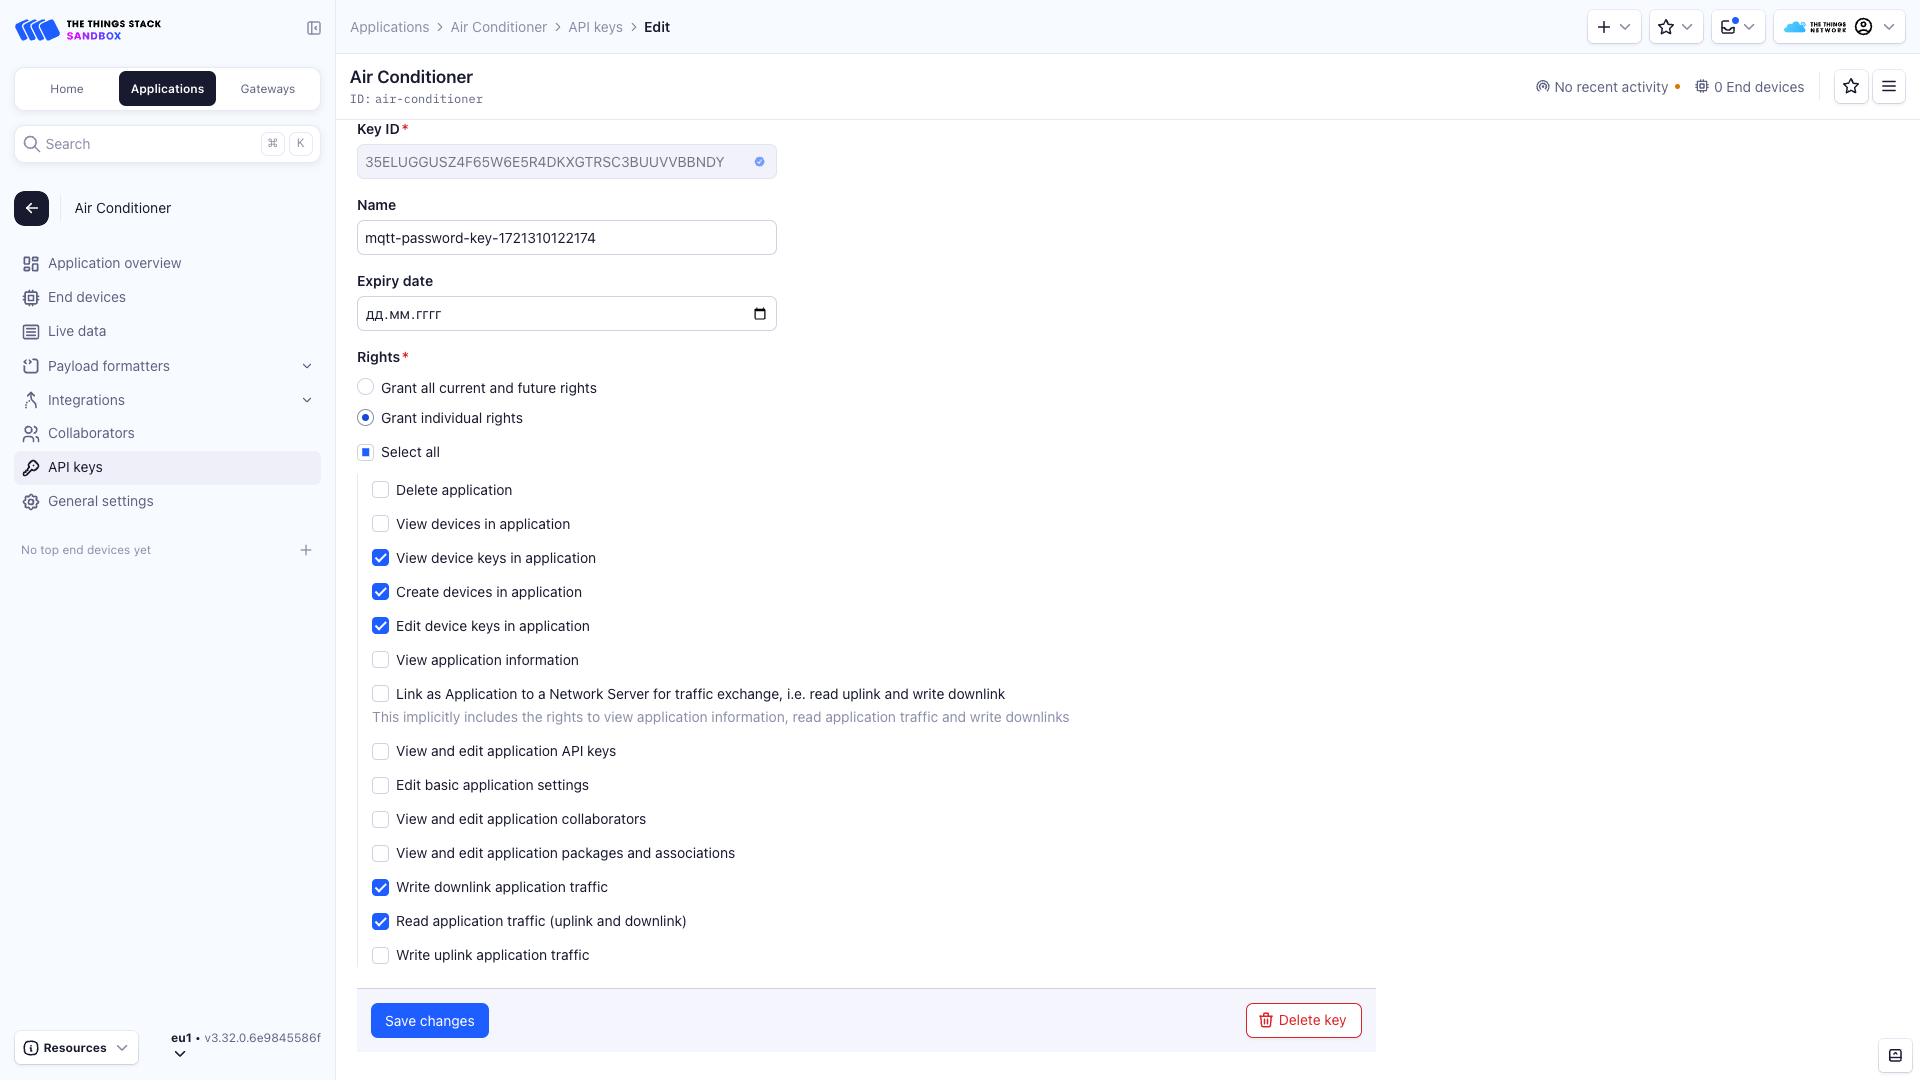 THE THINGS STACK
SANDBOX
Applications > Air Conditioner > API keys > Edit
THE THINGS
NETWORK
Home
Applications
Gateways
Air Conditioner
ID: air-conditioner
No recent activity
0 End devices
Search
⌘
K
Air Conditioner
Application overview
End devices
Live data
Payload formatters
Integrations
Collaborators
API keys
General settings
No top end devices yet
Key ID*
35ELUGGUSZ4F65W6E5R4DKXGTRSC3BUUVVBBNDY
Name
mqtt-password-key-1721310122174
Expiry date
дд.мм.гггг
Rights*
Grant all current and future rights
Grant individual rights
Select all
Delete application
View devices in application
View device keys in application
Create devices in application
Edit device keys in application
View application information
Link as Application to a Network Server for traffic exchange, i.e. read uplink and write downlink
This implicitly includes the rights to view application information, read application traffic and write downlinks
View and edit application API keys
Edit basic application settings
View and edit application collaborators
View and edit application packages and associations
Write downlink application traffic
Read application traffic (uplink and downlink)
Write uplink application traffic
Save changes
Delete key
Resources
eu1 • v3.32.0.6e9845586f